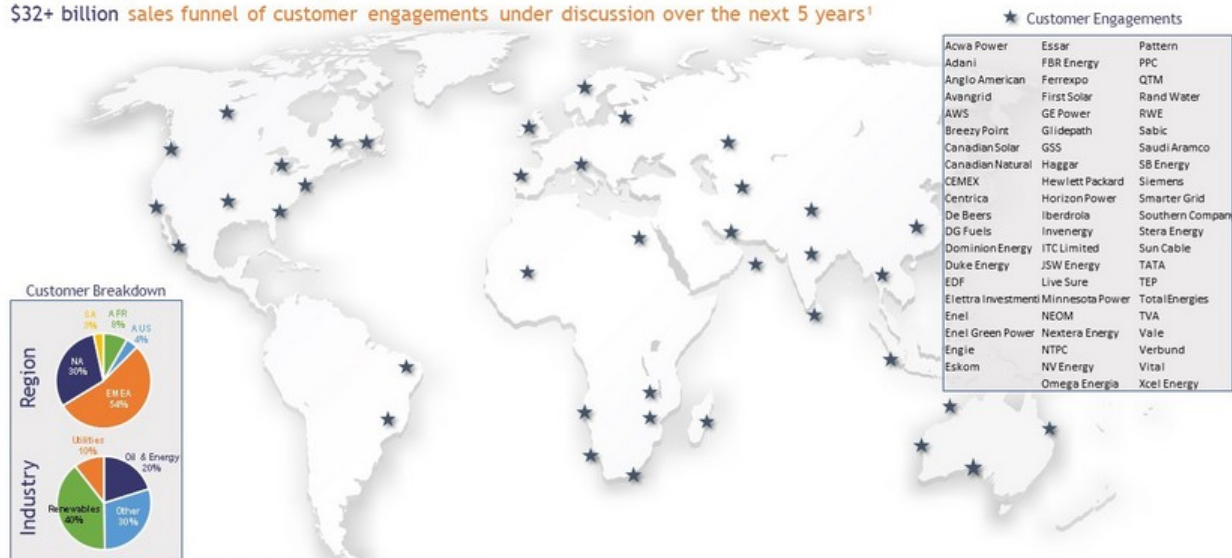 $32+ billion sales funnel of customer engagements under discussion over the next 5 years¹
★ Customer Engagements
Acwa Power Essar Pattern
Adani FBR Energy PPC
Anglo American Ferrexpo QTM
Avangrid First Solar Rand Water
AWS GE Power RWE
Breezy Point Glidepath Sabic
Canadian Solar GSS Saudi Aramco
Canadian Natural Haggar SB Energy
CEMEX Hewlett Packard Siemens
Centrica Horizon Power Smarter Grid
De Beers Iberdrola Southern Compan
DG Fuels Invenergy Stera Energy
Dominion Energy ITC Limited Sun Cable
Duke Energy JSW Energy TATA
EDF Live Sure TEP
Elettra Investimenti Minnesota Power TotalEnergies
Enel NEOM TVA
Enel Green Power Nextera Energy Vale
Engie NTPC Verbund
Eskom NV Energy Vital
Omega Energia Xcel Energy
Customer Breakdown
Region
SA
3%
AFR
8%
AUS
4%
NA
30%
EMEA
54%
Industry
Utilities
10%
Oil & Energy
20%
Renewables
40%
Other
30%